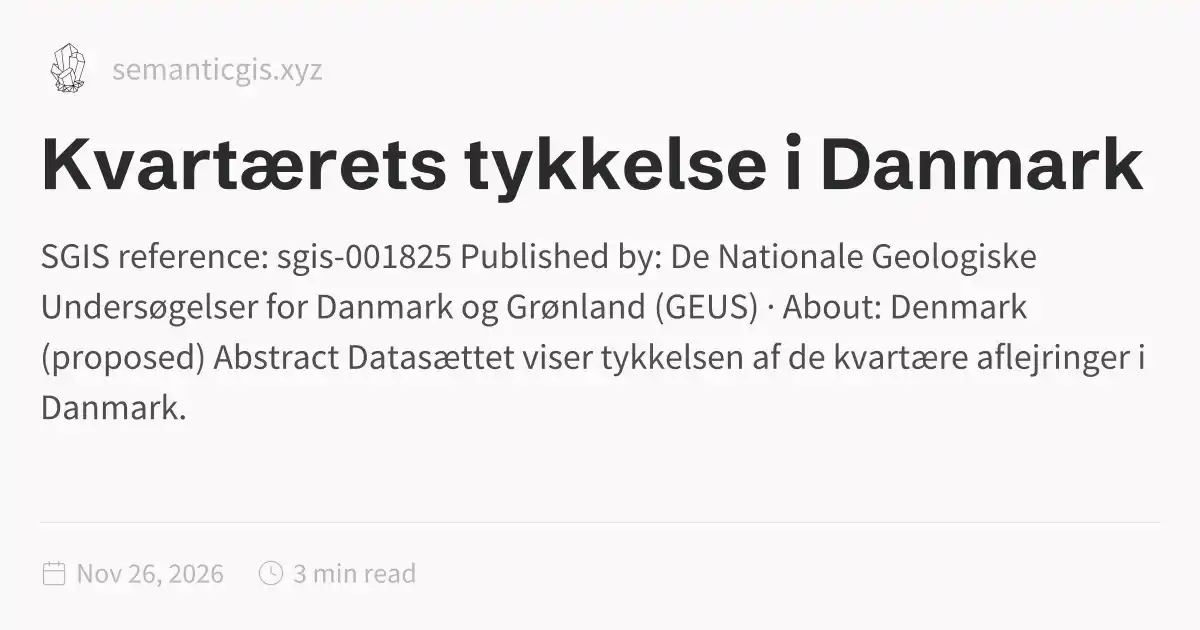 semanticgis.xyz
Kvartærets tykkelse i Danmark
SGIS reference: sgis-001825 Published by: De Nationale Geologiske
Undersøgelser for Danmark og Grønland (GEUS) · About: Denmark
(proposed) Abstract Datasættet viser tykkelsen af de kvartære aflejringer i
Danmark.
Nov 26, 2026 3 min read